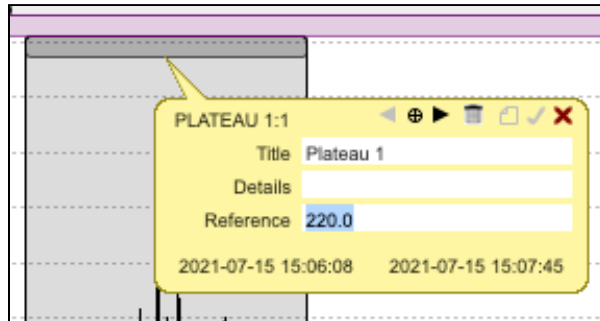 PLATEAU 1:1
Title Plateau 1
Details
Reference 220.0
2021-07-15 15:06:08 2021-07-15 15:07:45